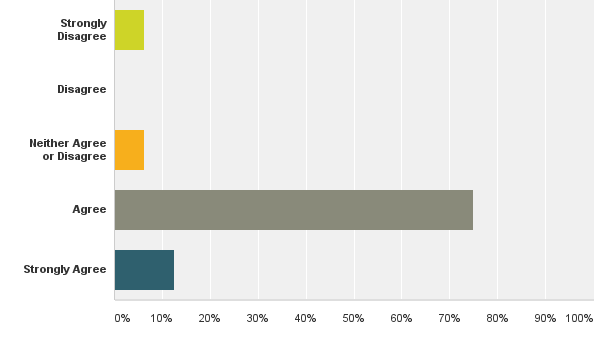 Strongly
Disagree
Disagree
Neither Agree
or Disagree
Agree
Strongly Agree
0% 10% 20% 30% 40% 50% 60% 70% 80% 90% 100%